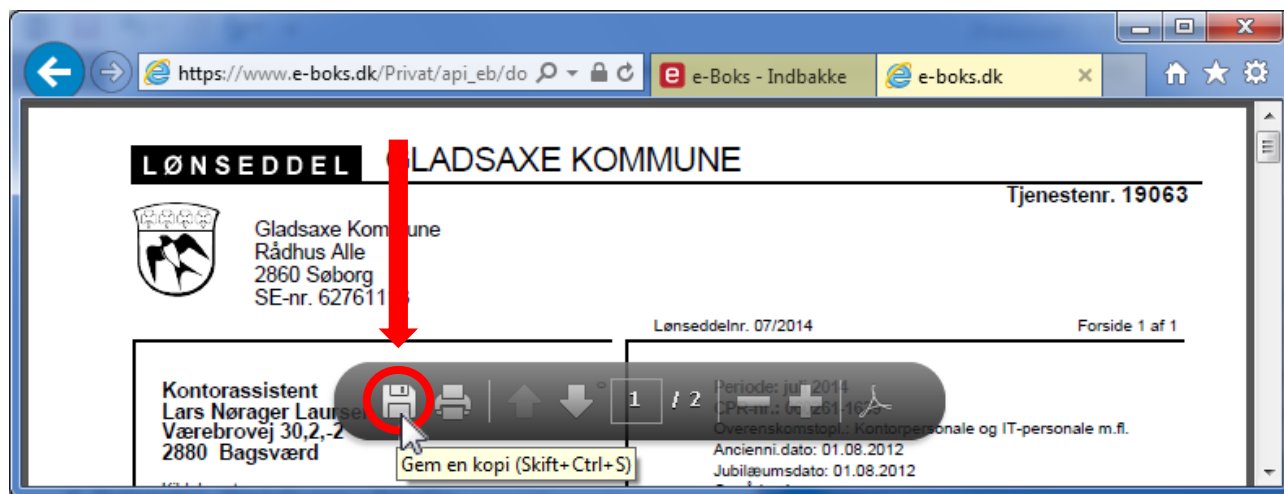 https://www.e-boks.dk/Privat/api_eb/do
e-Boks - Indbakke
e-boks.dk
LØNSEDDEL
GLADSAXE KOMMUNE
Tjenestenr. 19063
Gladsaxe Kommune
Rådhus Alle
2860 Søborg
SE-nr.
Lønseddelnr. 07/2014
Forside 1 af 1
Kontorassistent
Lars Nørager
Værebrovej 30,2,-2
2880 Bagsværd
1 / 2
Periode: juli 2014
CPR-nr.:
Overenskomstopl.: Kontorpersonale og IT-personale m.fl.
Ancienni.dato: 01.08.2012
Jubilæumsdato: 01.08.2012
Gem en kopi (Skift+Ctrl+S)